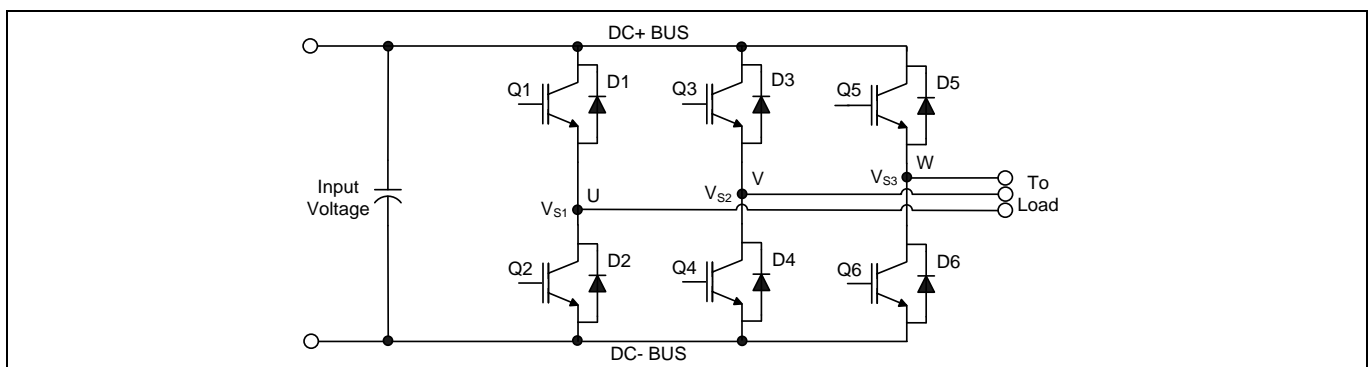 DC+ BUS
Q1
D1
Q3
D3
Q5
D5
Input
Voltage
VS1
U
VS2
V
VS3
W
To
Load
Q2
D2
Q4
D4
Q6
D6
DC- BUS